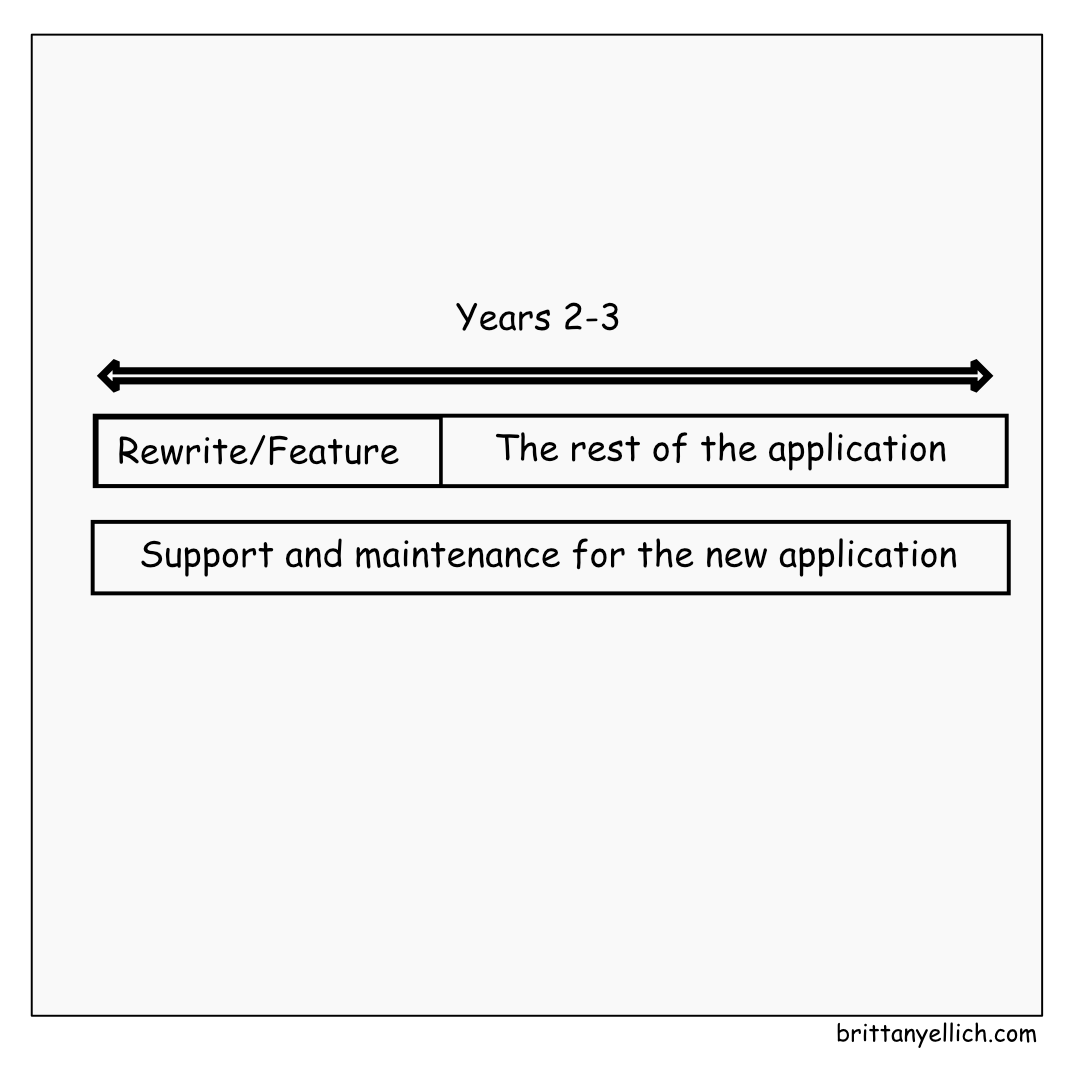 Years 2-3
Rewrite/Feature
The rest of the application
Support and maintenance for the new application
brittanyellich.com